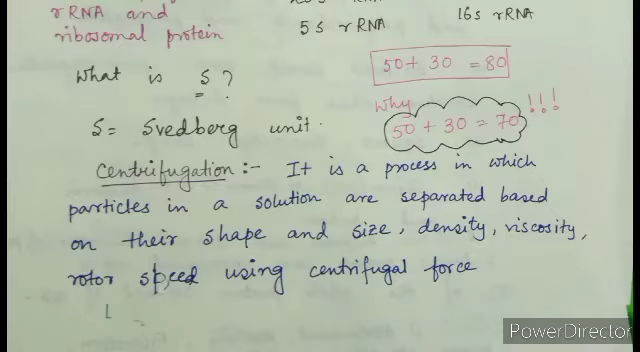 rRNA and
ribosomal protein
5s rRNA
16s rRNA
50 + 30 = 80
What is S ?
Why
50 + 30 = 70 !!!
S = Svedberg unit.
Centrifugation :- It is a process in which
particles in a solution are separated based
on their shape and size, density, viscosity,
rotor speed using centrifugal force
PowerDirector